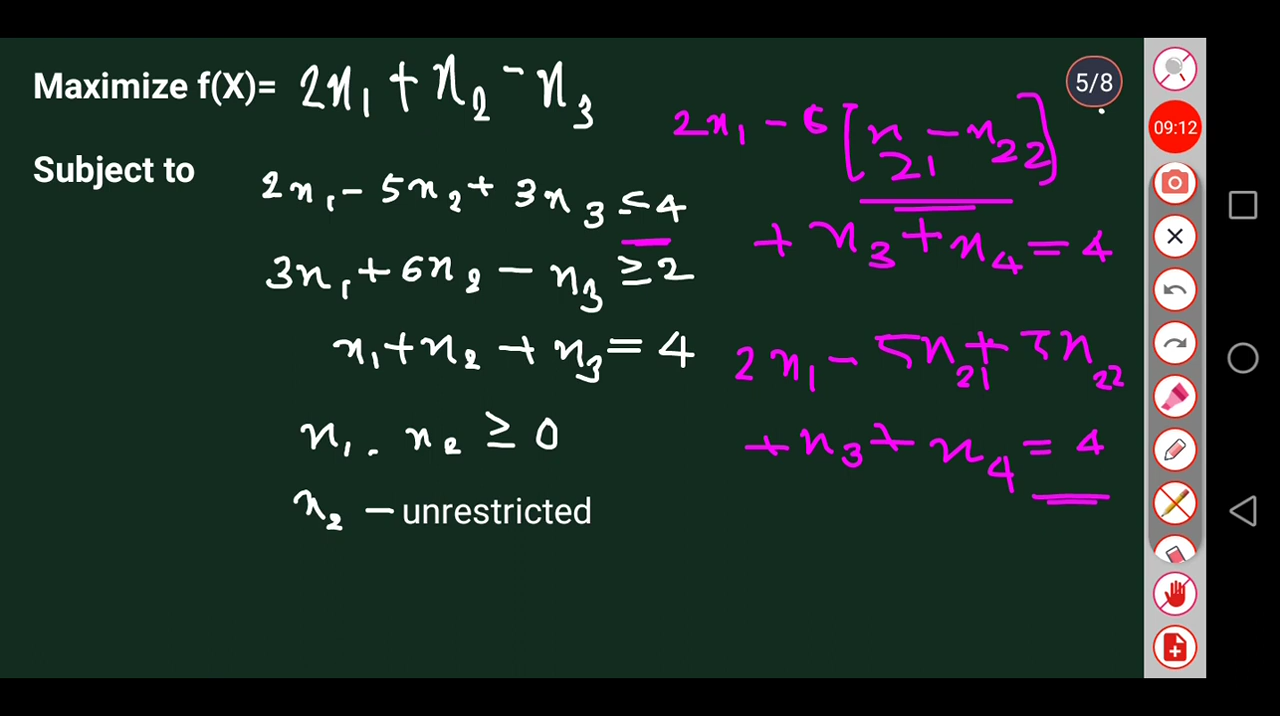 Maximize f(X)= 2x₁ + x₂ - x₃
Subject to
2x₁ - 5x₂ + 3x₃ ≤ 4
3x₁ + 6x₂ - x₃ ≥ 2
x₁ + x₂ + x₃ = 4
x₁ . x₂ ≥ 0
x₂ - unrestricted
2x₁ - 6 [x₂₁ - x₂₂]
+ x₃ + x₄ = 4
2x₁ - 5x₂₁ + 5x₂₂
+ x₃ + x₄ = 4
5/8
09:12